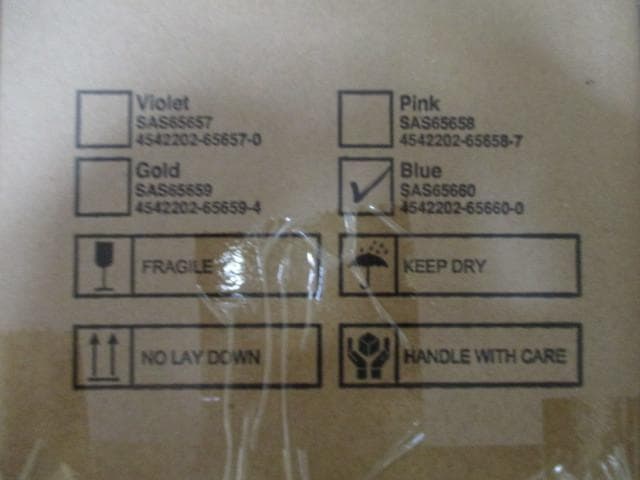 Violet
SAS65657
4542202-65657-0
Pink
SAS65658
4542202-65658-7
Gold
SAS65659
4542202-65659-4
Blue
SAS65660
4542202-65660-0
FRAGILE
KEEP DRY
NO LAY DOWN
HANDLE WITH CARE